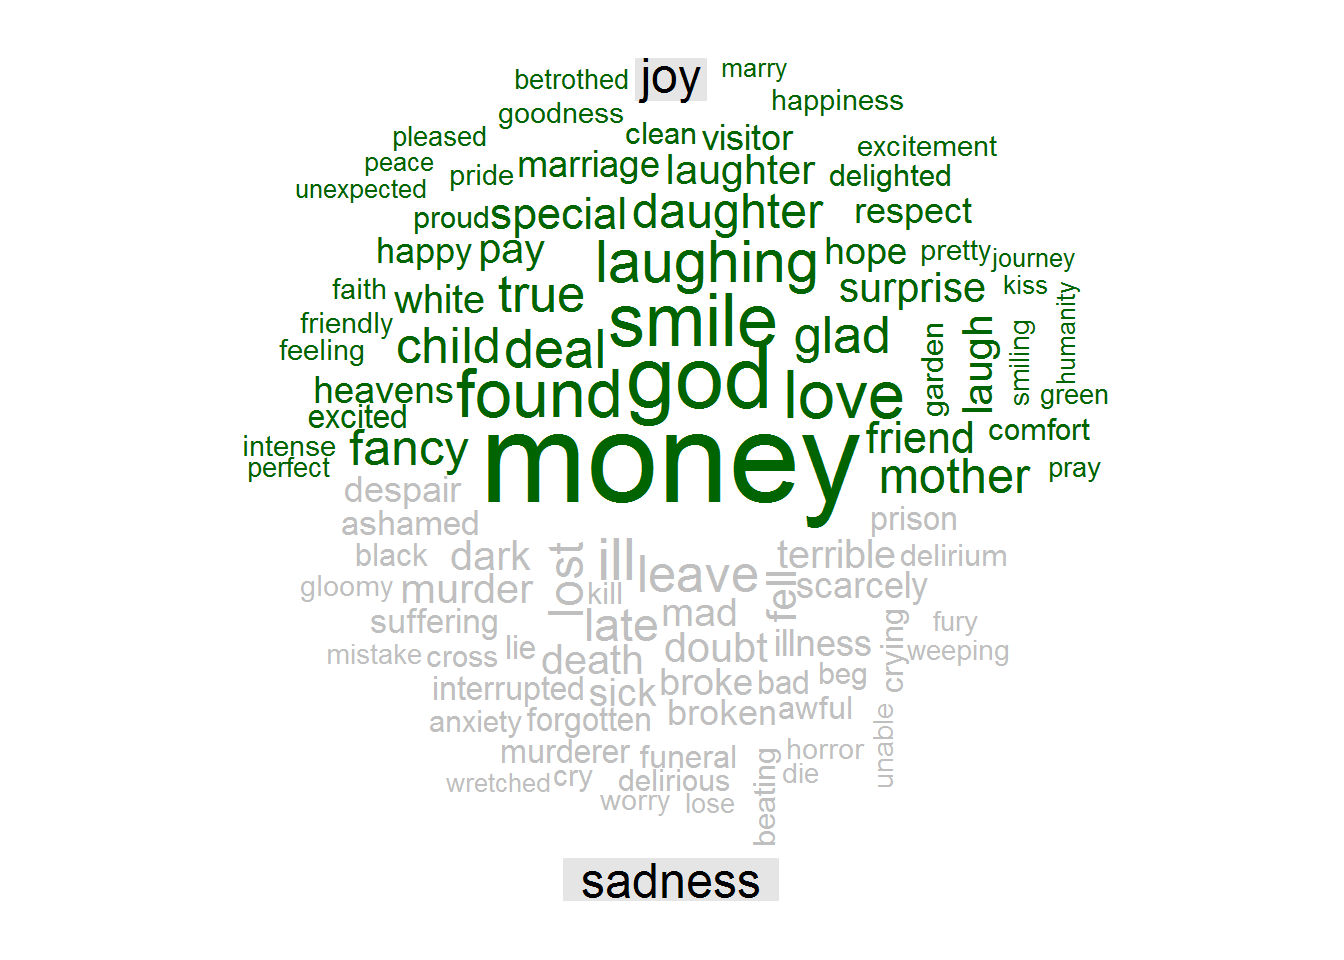 joy
betrothed marry
goodness happiness
pleased clean visitor excitement
peace pride marriage laughter delighted
unexpected
proud special daughter respect
happy pay laughing hope pretty journey
faith white true surprise kiss humanity
friendly smile
feeling child deal glad garden laugh smiling
heavens found god love green
excited
intense fancy money friend comfort
perfect mother pray
despair
ashamed prison
black dark lost ill leave terrible delirium
gloomy murder kill fell scarcely
suffering late mad fury
mistake cross lie death doubt illness crying weeping
interrupted sick broke bad beg
anxiety forgotten broken awful unable
murderer funeral horror
wretched cry delirious beating die
worry lose
sadness